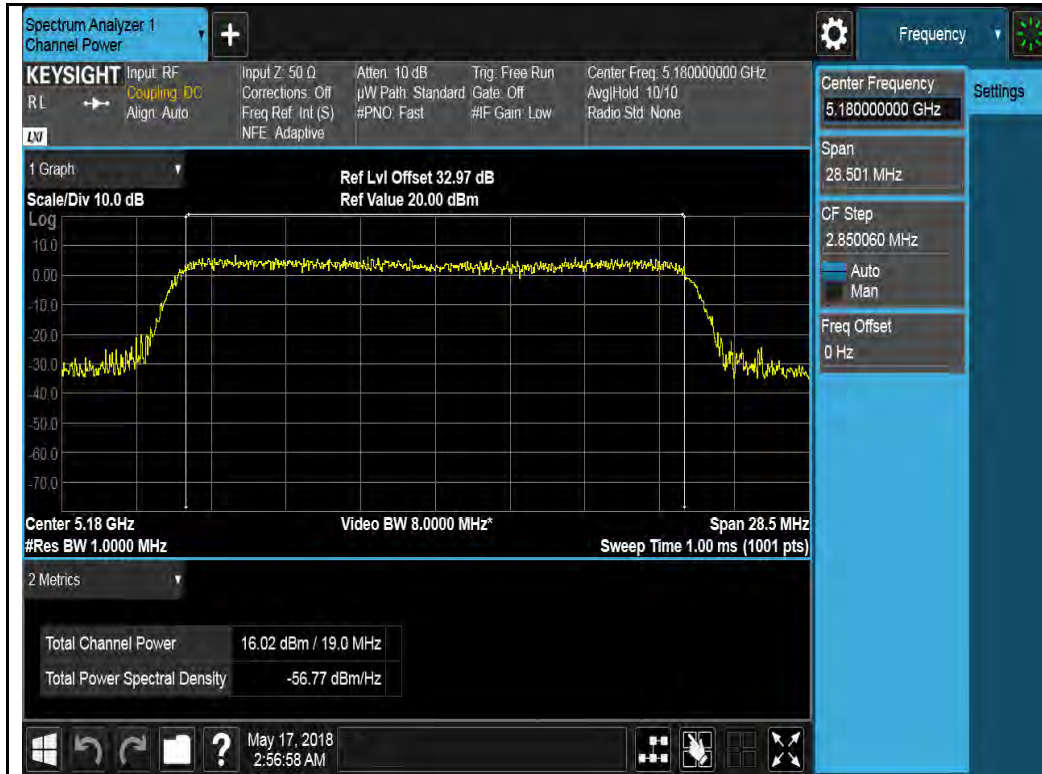 Spectrum Analyzer 1
Channel Power
+
Frequency
KEYSIGHT
RL
LXI
Input: RF
Coupling: DC
Align: Auto
Input Z: 50 Ω
Corrections: Off
Freq Ref: Int (S)
NFE: Adaptive
Atten: 10 dB
µW Path: Standard
#PNO: Fast
Trig: Free Run
Gate: Off
#IF Gain: Low
Center Freq: 5.180000000 GHz
Avg|Hold: 10/10
Radio Std: None
Center Frequency
5.180000000 GHz
Settings
Span
28.501 MHz
CF Step
2.850060 MHz
Auto
Man
Freq Offset
0 Hz
1 Graph
Scale/Div 10.0 dB
Ref Lvl Offset 32.97 dB
Ref Value 20.00 dBm
Log
10.0
0.00
-10.0
-20.0
-30.0
-40.0
-50.0
-60.0
-70.0
Center 5.18 GHz
#Res BW 1.0000 MHz
Video BW 8.0000 MHz*
Span 28.5 MHz
Sweep Time 1.00 ms (1001 pts)
2 Metrics
Total Channel Power 16.02 dBm / 19.0 MHz
Total Power Spectral Density -56.77 dBm/Hz
?
May 17, 2018
2:56:58 AM